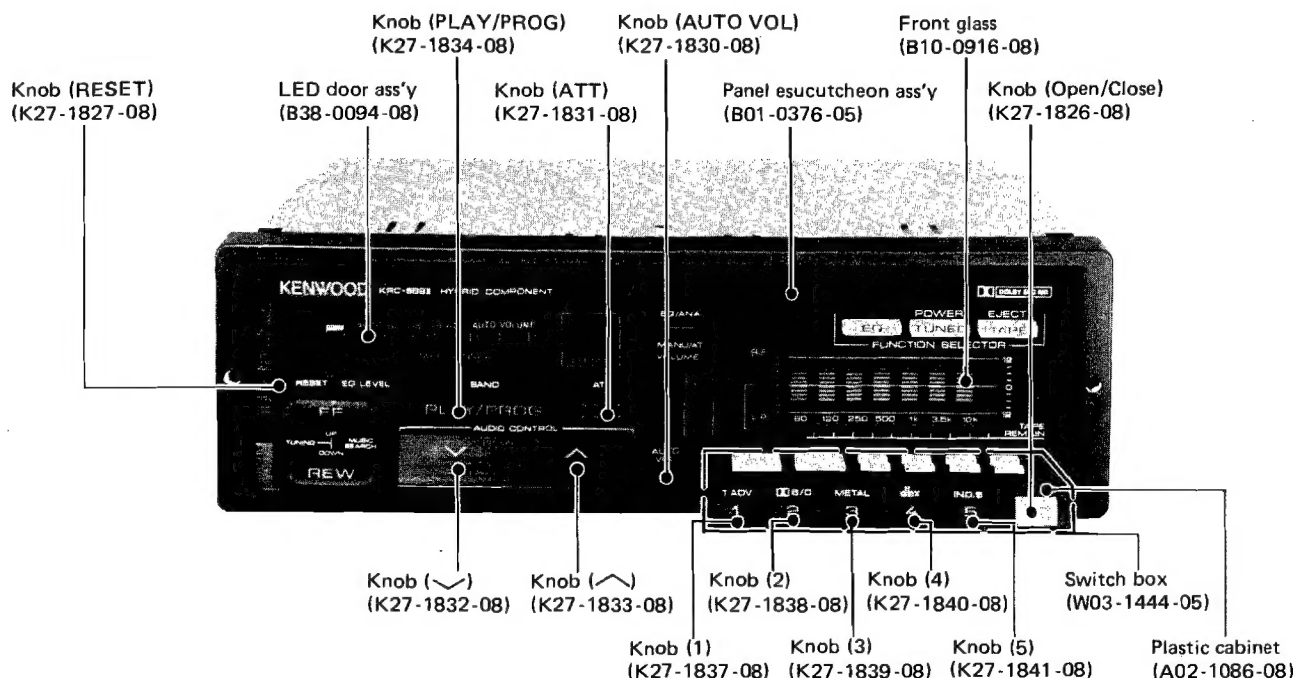 Knob (PLAY/PROG)
(K27-1834-08)
Knob (AUTO VOL)
(K27-1830-08)
Front glass
(B10-0916-08)
Knob (RESET)
(K27-1827-08)
LED door ass'y
(B38-0094-08)
Knob (ATT)
(K27-1831-08)
Panel esucutcheon ass'y
(B01-0376-05)
Knob (Open/Close)
(K27-1826-08)
KENWOOD HYBRID COMPONENT
AUTO VOLUME
EQ/ANA
MAN/AT
VOLUME
POWER EJECT
EQ TUNER TAPE
FUNCTION SELECTOR
RESET EQ LEVEL BAND AT
FF
PLAY/PROG
AUDIO CONTROL
TUNING UP DOWN MUSIC SEARCH
REW
AUTO
60 120 250 500 1k 3.5k 10k
TAPE
REMAIN
T.ADV B/C METAL dbx IND.S
1 2 3 4 5
Knob (﹀)
(K27-1832-08)
Knob (︿)
(K27-1833-08)
Knob (2)
(K27-1838-08)
Knob (4)
(K27-1840-08)
Switch box
(W03-1444-05)
Knob (1)
(K27-1837-08)
Knob (3)
(K27-1839-08)
Knob (5)
(K27-1841-08)
Plastic cabinet
(A02-1086-08)